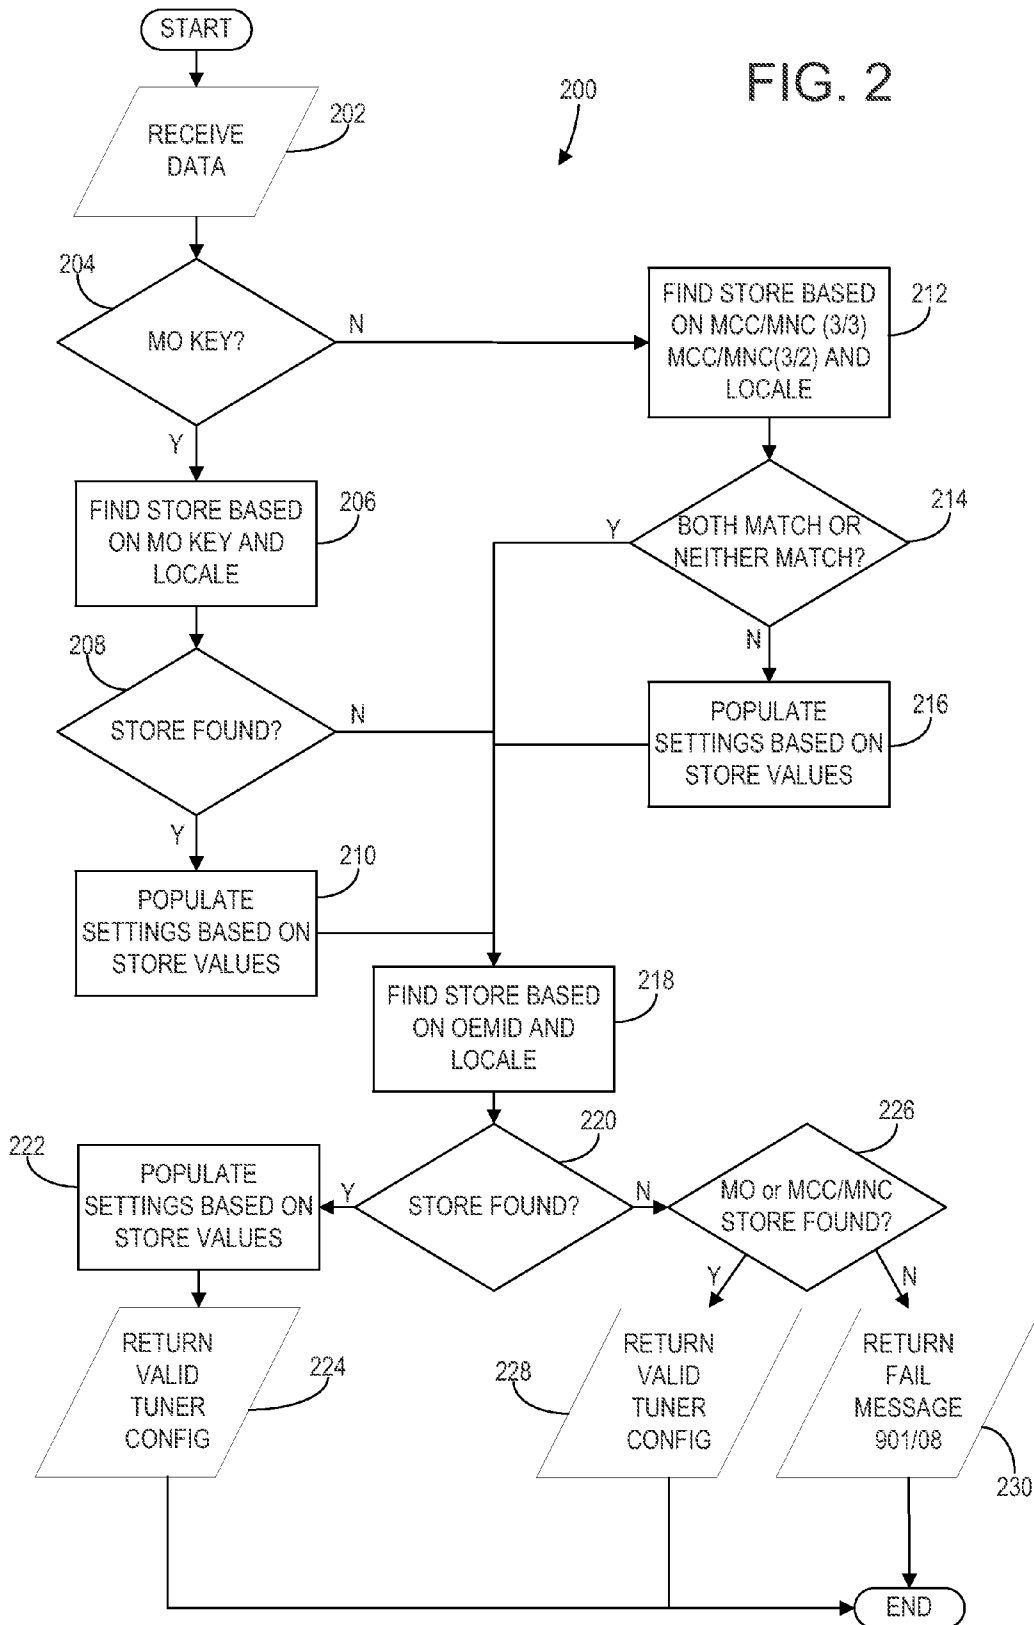 START
FIG. 2
200
RECEIVE
DATA
202
204
MO KEY?
N
Y
FIND STORE BASED
ON MCC/MNC (3/3)
MCC/MNC(3/2) AND
LOCALE
212
FIND STORE BASED
ON MO KEY AND
LOCALE
206
BOTH MATCH OR
NEITHER MATCH?
214
Y
N
208
STORE FOUND?
N
Y
POPULATE
SETTINGS BASED ON
STORE VALUES
216
POPULATE
SETTINGS BASED ON
STORE VALUES
210
FIND STORE BASED
ON OEMID AND
LOCALE
218
220
STORE FOUND?
Y
N
222
POPULATE
SETTINGS BASED ON
STORE VALUES
226
MO or MCC/MNC
STORE FOUND?
Y
N
RETURN
VALID
TUNER
CONFIG
224
228
RETURN
VALID
TUNER
CONFIG
RETURN
FAIL
MESSAGE
901/08
230
END